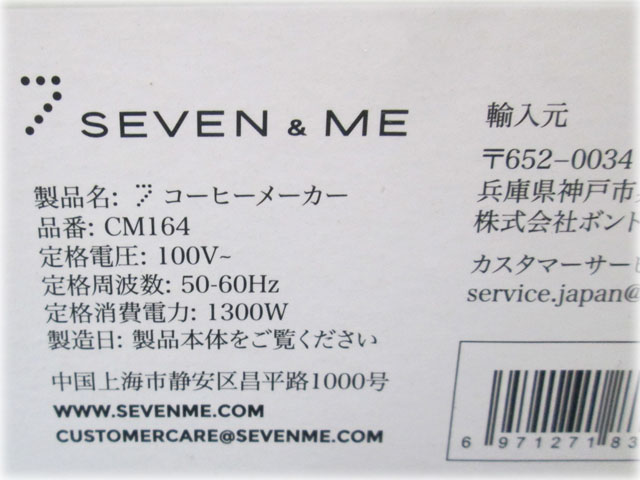 SEVEN & ME
製品名: 7 コーヒーメーカー
品番: CM164
定格電圧: 100V~
定格周波数: 50-60Hz
定格消費電力: 1300W
製造日: 製品本体をご覧ください
中国上海市静安区昌平路1000号
WWW.SEVENME.COM
CUSTOMERCARE@SEVENME.COM
輸入元
〒652-0034
兵庫県神戸市
株式会社ボント
カスタマーサービ
service.japan@
6 971271 83